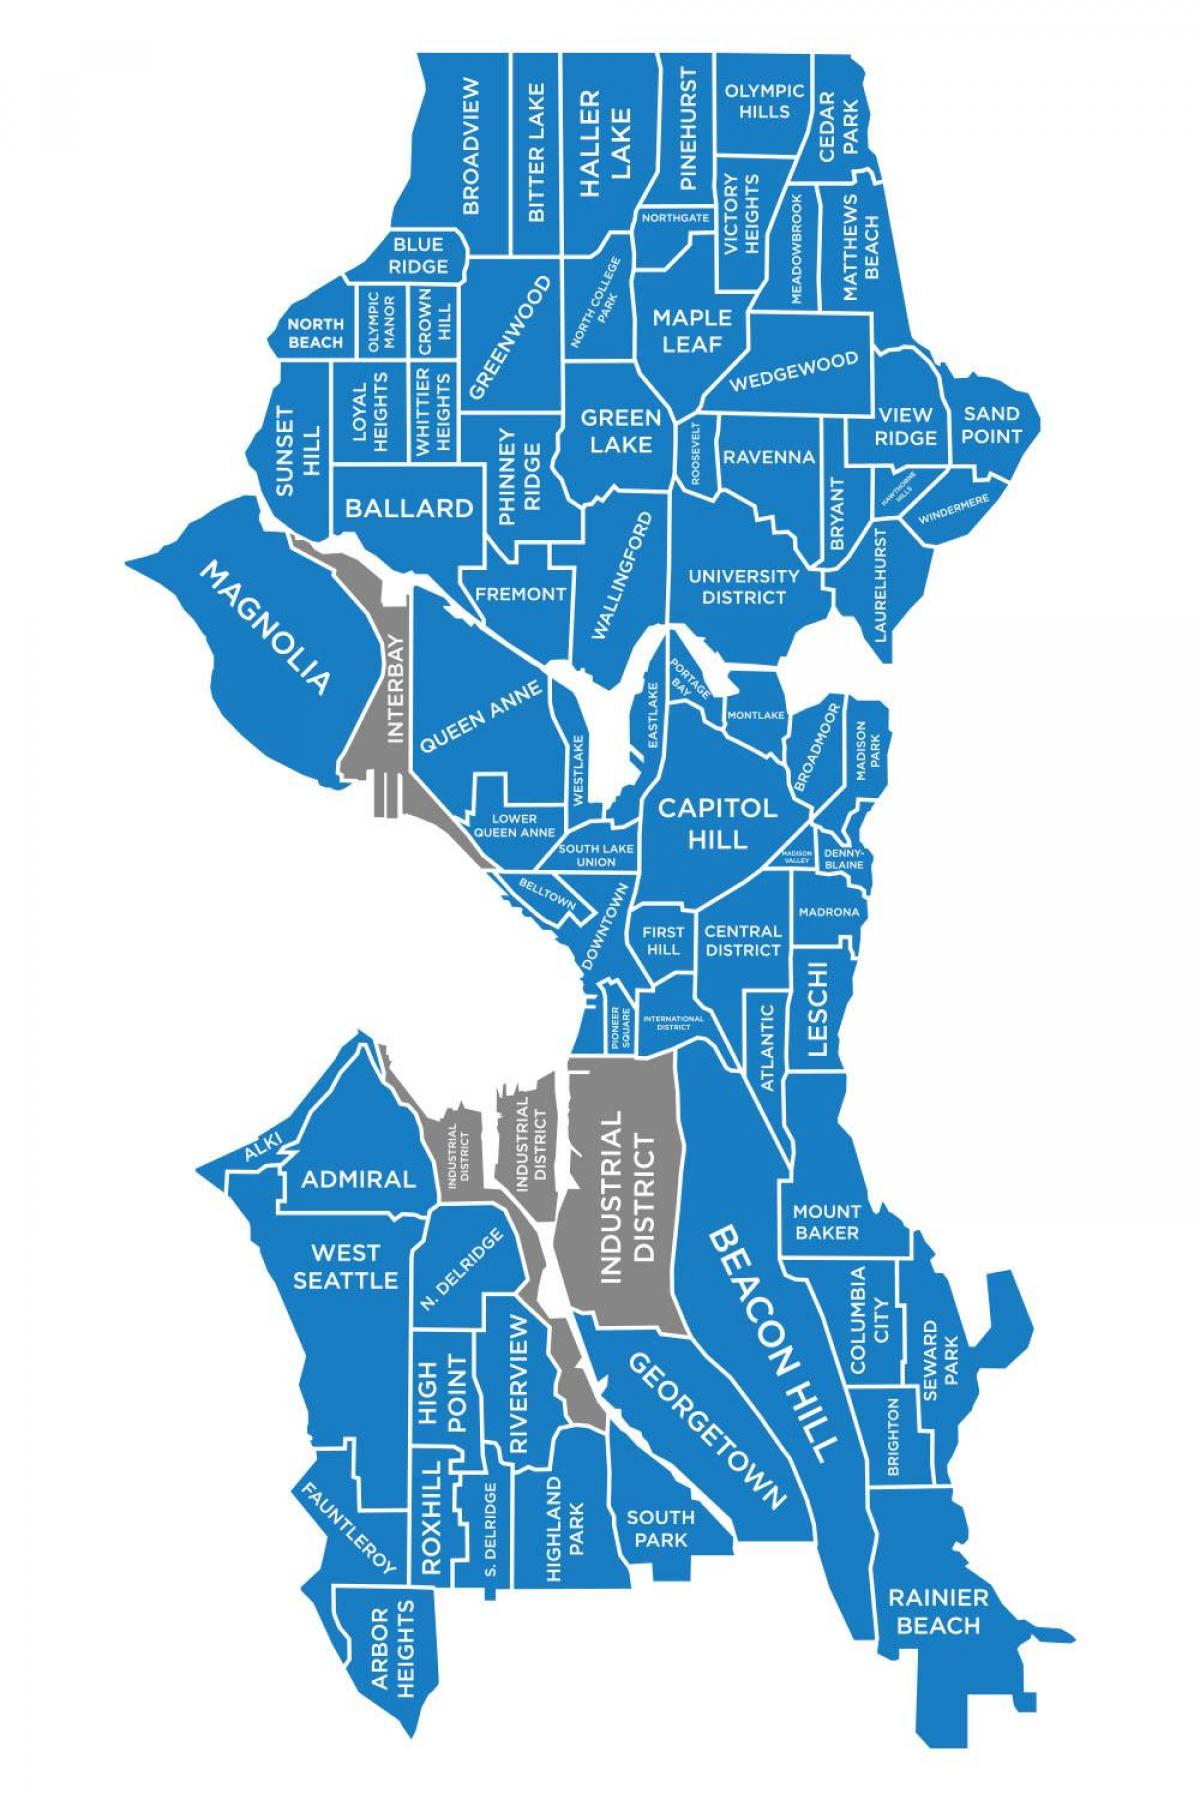 BROADVIEW
BITTER LAKE
HALLER
LAKE
PINEHURST
OLYMPIC
HILLS
CEDAR
PARK
BLUE
RIDGE
NORTHGATE
VICTORY
HEIGHTS
MEADOWBROOK
MATTHEWS
BEACH
NORTH
BEACH
OLYMPIC
MANOR
CROWN
HILL
GREENWOOD
NORTH COLLEGE
PARK
MAPLE
LEAF
WEDGEWOOD
SUNSET
HILL
LOYAL
HEIGHTS
WHITTIER
HEIGHTS
PHINNEY
RIDGE
GREEN
LAKE
ROOSEVELT
RAVENNA
BRYANT
VIEW
RIDGE
SAND
POINT
HAWTHORNE
HILLS
WINDERMERE
BALLARD
MAGNOLIA
INTERBAY
FREMONT
WALLINGFORD
UNIVERSITY
DISTRICT
LAURELHURST
QUEEN ANNE
WESTLAKE
EASTLAKE
PORTAGE
BAY
MONTLAKE
BROADMOOR
MADISON
PARK
LOWER
QUEEN ANNE
SOUTH LAKE
UNION
CAPITOL
HILL
MADISON
VALLEY
DENNY-
BLAINE
BELLTOWN
DOWNTOWN
FIRST
HILL
CENTRAL
DISTRICT
MADRONA
LESCHI
PIONEER
SQUARE
INTERNATIONAL
DISTRICT
ATLANTIC
ALKI
ADMIRAL
INDUSTRIAL
DISTRICT
INDUSTRIAL
DISTRICT
INDUSTRIAL
DISTRICT
BEACON HILL
MOUNT
BAKER
WEST
SEATTLE
N. DELRIDGE
COLUMBIA
CITY
SEWARD
PARK
HIGH
POINT
RIVERVIEW
GEORGETOWN
BRIGHTON
FAUNTLEROY
ROXHILL
S. DELRIDGE
HIGHLAND
PARK
SOUTH
PARK
RAINIER
BEACH
ARBOR
HEIGHTS